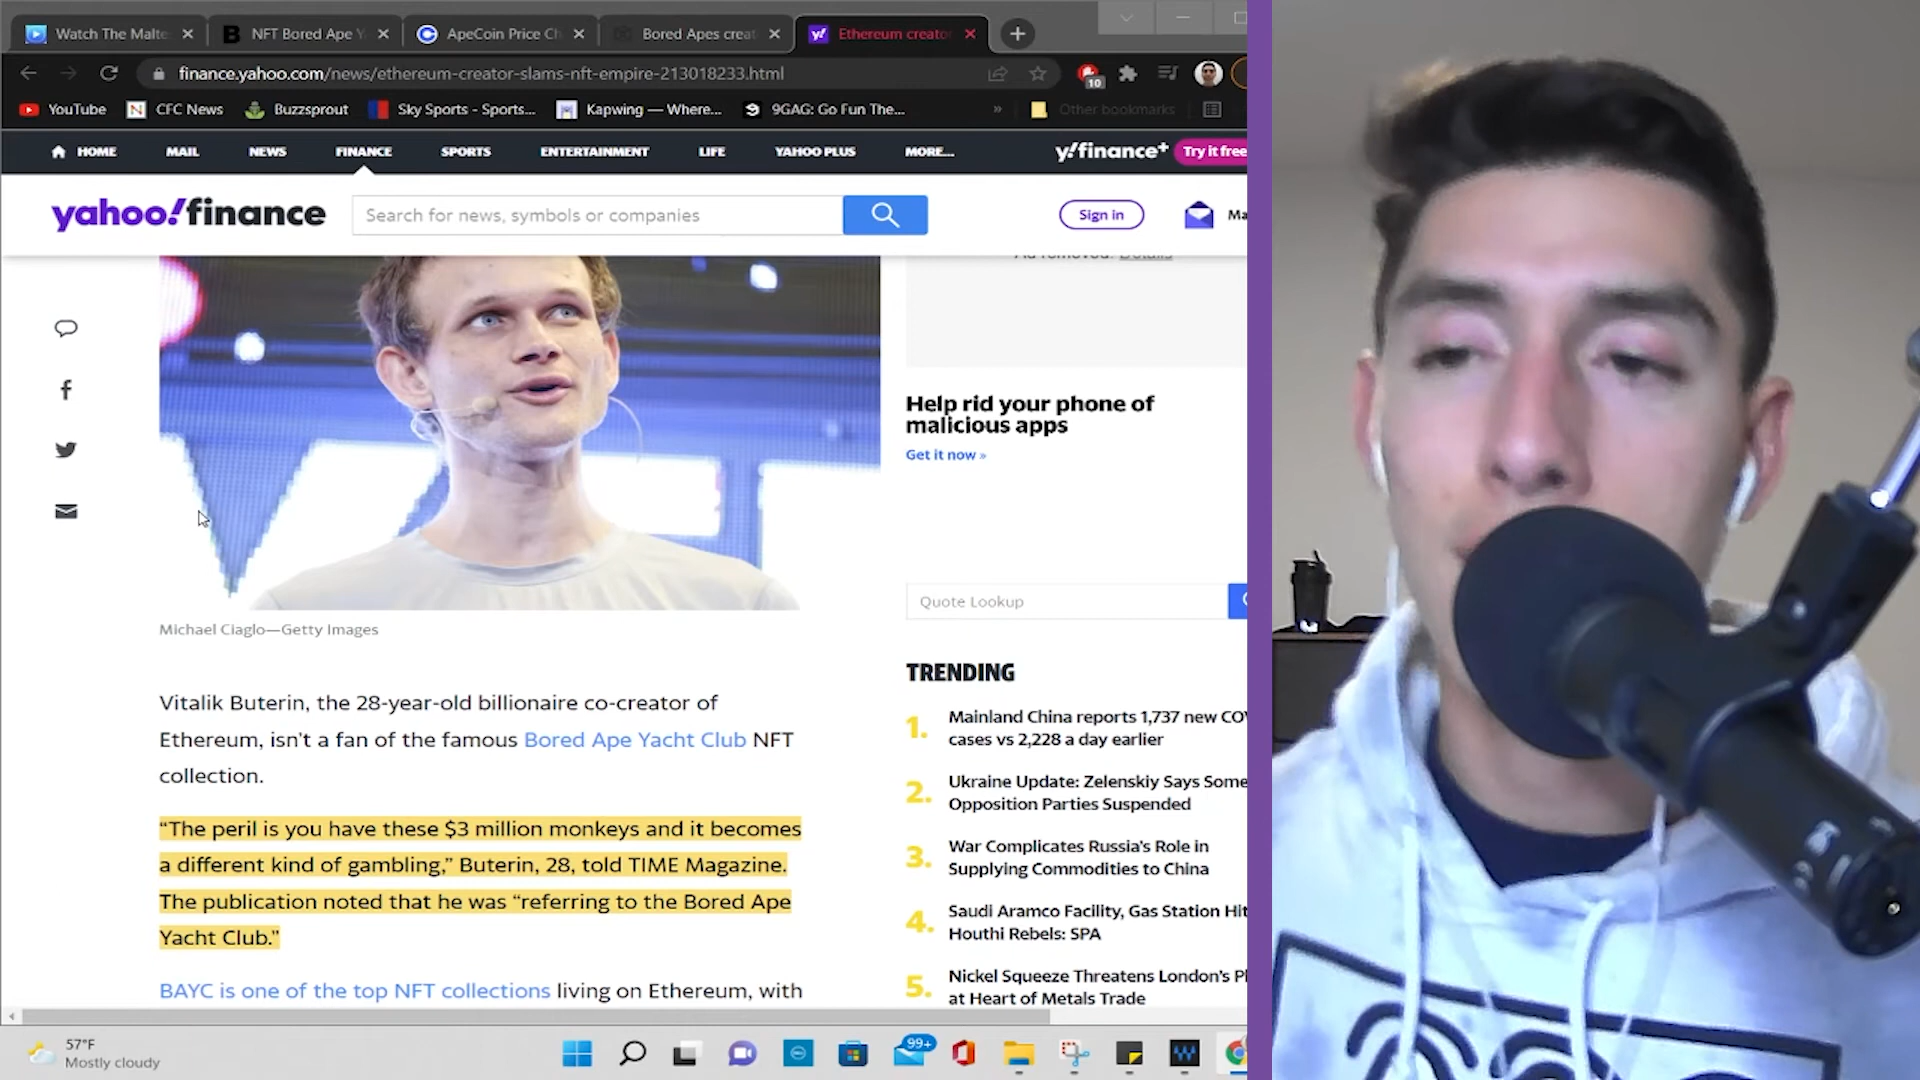 Watch The Malte
NFT Bored Ape Y
ApeCoin Price Ch
Bored Apes creat
Ethereum creato
finance.yahoo.com/news/ethereum-creator-slams-nft-empire-213018233.html
10
YouTube
CFC News
Buzzsprout
Sky Sports - Sports...
Kapwing — Where...
9GAG: Go Fun The...
»
Other bookmarks
HOME
MAIL
NEWS
FINANCE
SPORTS
ENTERTAINMENT
LIFE
YAHOO PLUS
MORE...
y!finance+
Try it free
yahoo!finance
Search for news, symbols or companies
Sign in
Ma
Ad removed. Details
Help rid your phone of
malicious apps
Get it now »
Quote Lookup
Michael Ciaglo—Getty Images
Vitalik Buterin, the 28-year-old billionaire co-creator of
Ethereum, isn't a fan of the famous Bored Ape Yacht Club NFT
collection.
“The peril is you have these $3 million monkeys and it becomes
a different kind of gambling,” Buterin, 28, told TIME Magazine.
The publication noted that he was “referring to the Bored Ape
Yacht Club.”
BAYC is one of the top NFT collections living on Ethereum, with
TRENDING
1. Mainland China reports 1,737 new COV
cases vs 2,228 a day earlier
2. Ukraine Update: Zelenskiy Says Some
Opposition Parties Suspended
3. War Complicates Russia's Role in
Supplying Commodities to China
4. Saudi Aramco Facility, Gas Station Hit
Houthi Rebels: SPA
5. Nickel Squeeze Threatens London's Pl
at Heart of Metals Trade
57°F
Mostly cloudy
99+